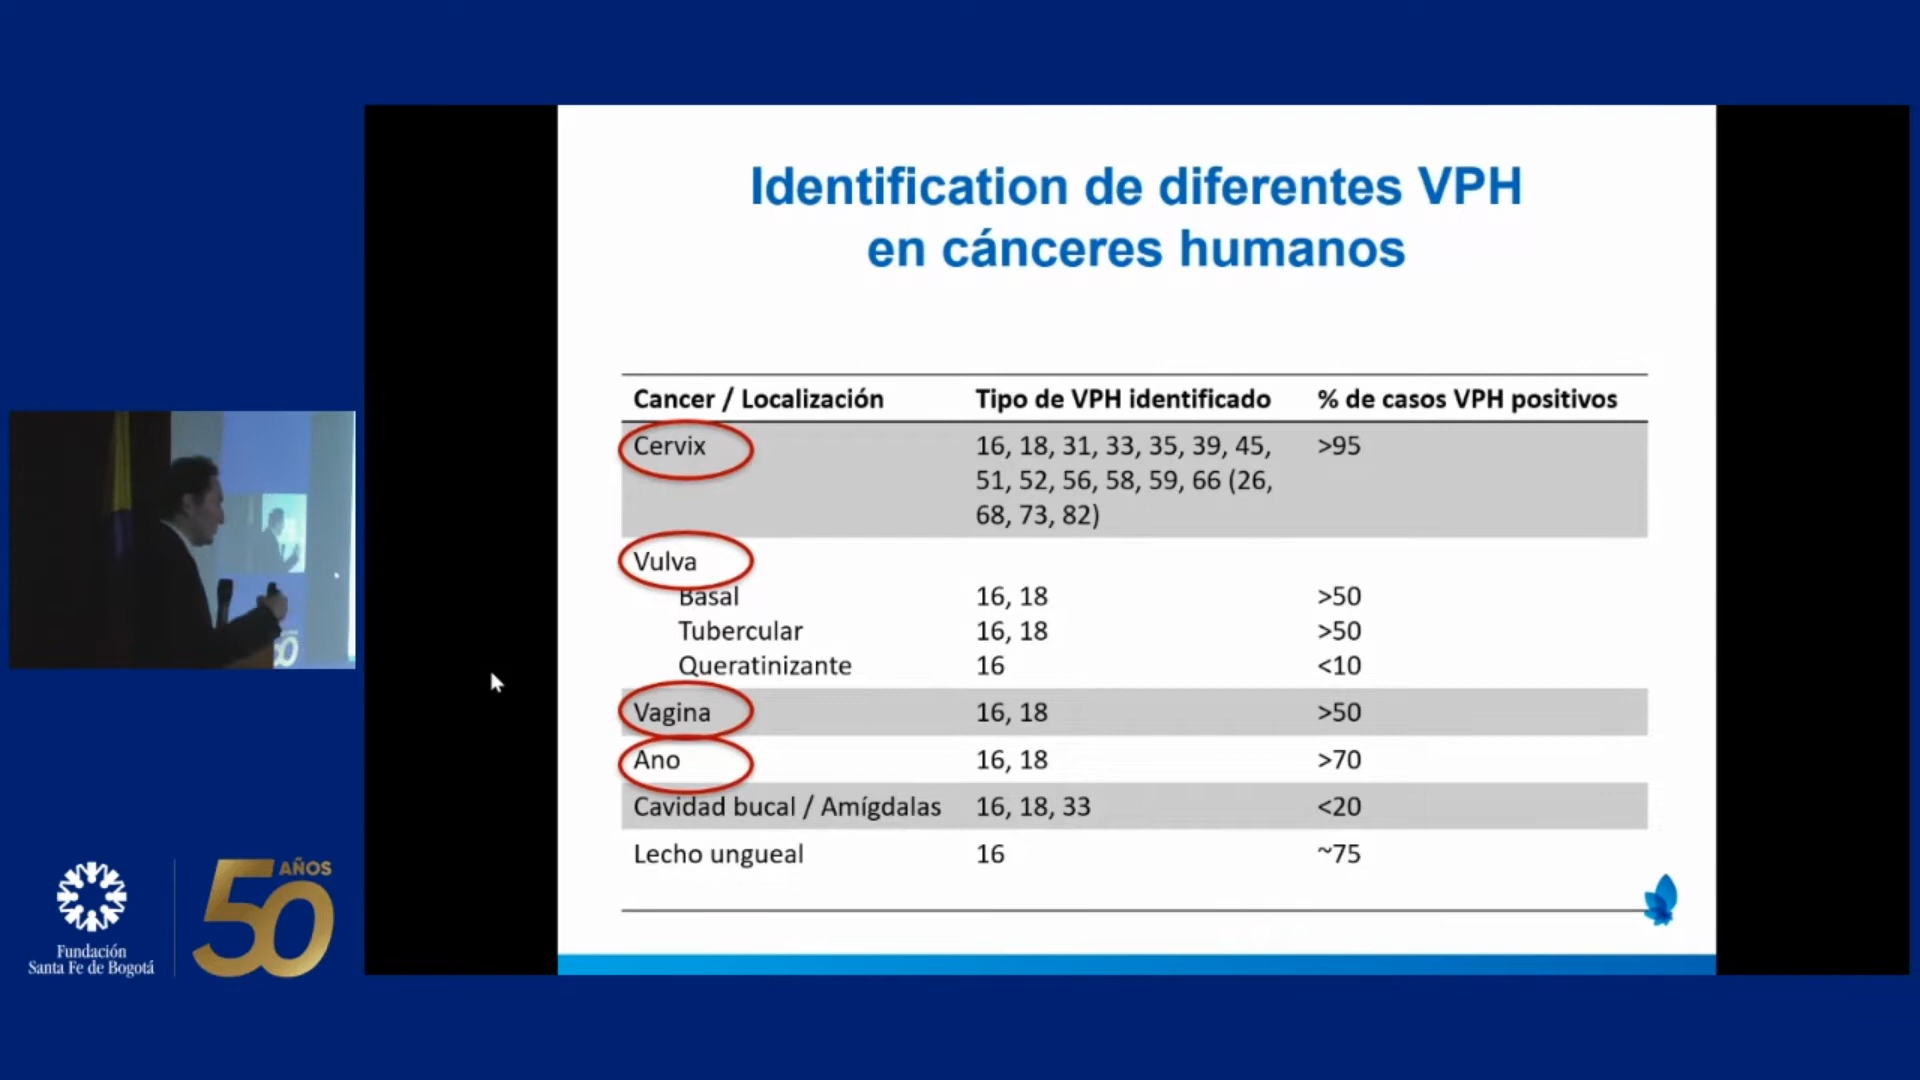 Identification de diferentes VPH
en cánceres humanos
Cancer / Localización Tipo de VPH identificado % de casos VPH positivos
Cervix 16, 18, 31, 33, 35, 39, 45, >95
51, 52, 56, 58, 59, 66 (26,
68, 73, 82)
Vulva
Basal 16, 18 >50
Tubercular 16, 18 >50
Queratinizante 16 <10
Vagina 16, 18 >50
Ano 16, 18 >70
Cavidad bucal / Amígdalas 16, 18, 33 <20
Lecho ungueal 16 ~75
50 AÑOS
Fundación
Santa Fe de Bogotá
50